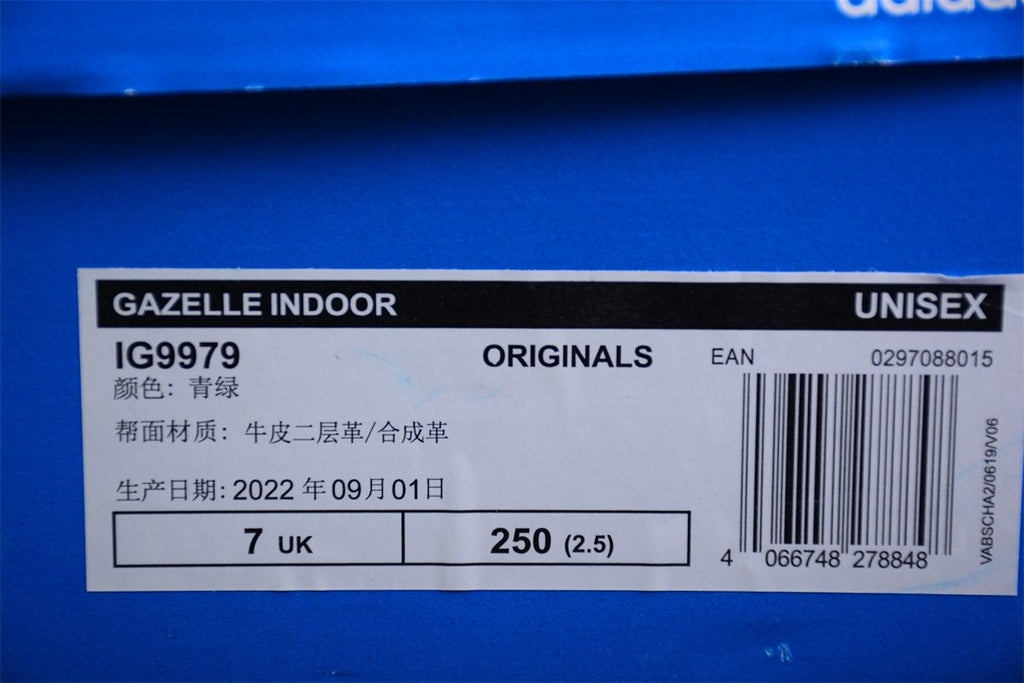 GAZELLE INDOOR UNISEX
IG9979 ORIGINALS EAN 0297088015
颜色: 青绿
帮面材质: 牛皮二层革/合成革
生产日期: 2022 年 09月 01日
7 UK 250 (2.5)
4 066748 278848
VABSCHA2/0619/V06